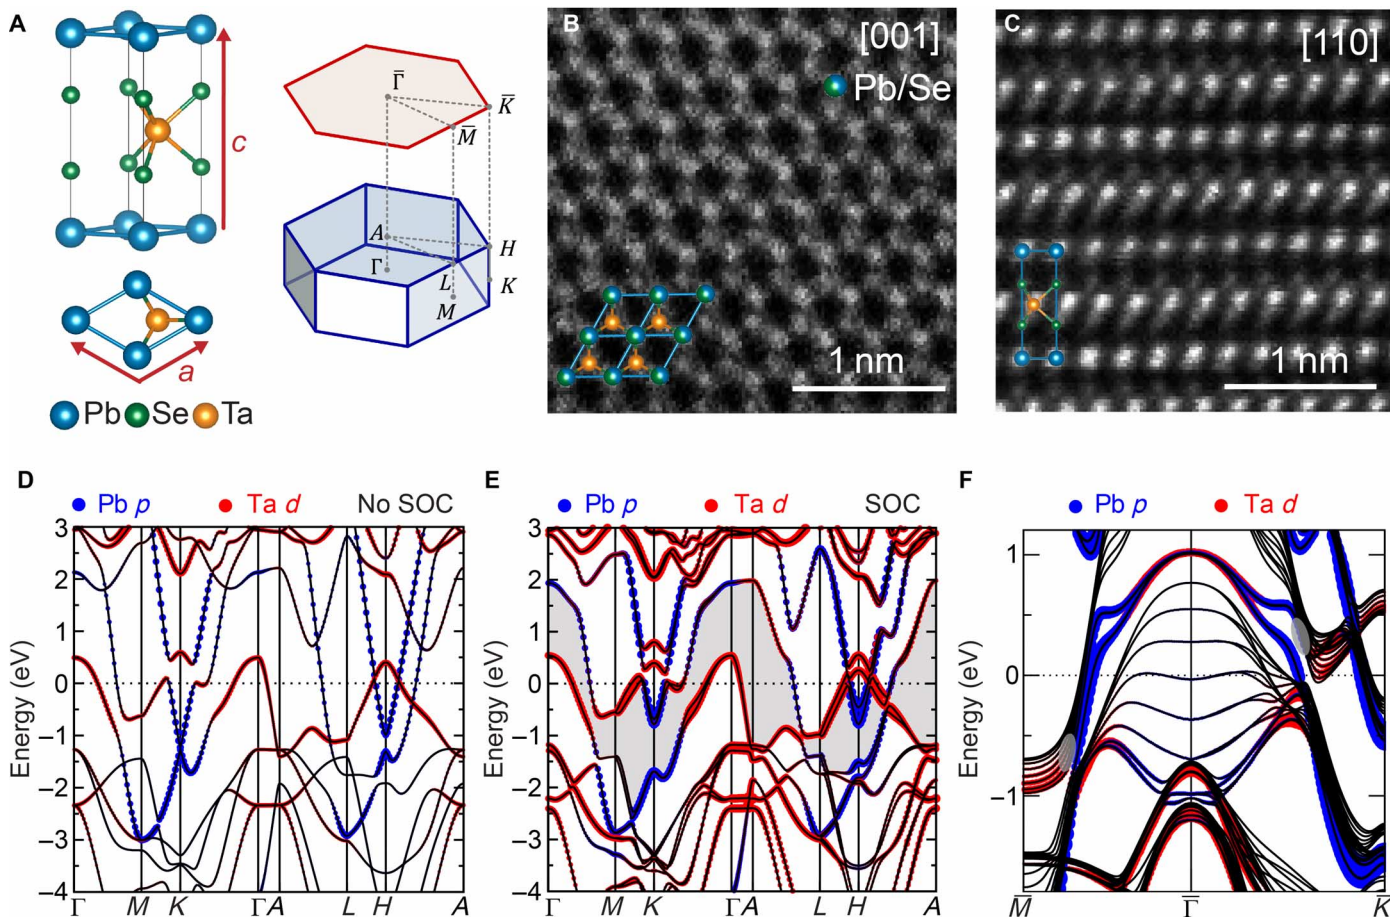 A
c
a
Pb Se Ta
Γ̄
K̄
M̄
A
H
Γ
L
K
M
B
[001]
Pb/Se
1 nm
C
[110]
1 nm
D
Pb p Ta d No SOC
Energy (eV)
3
2
1
0
−1
−2
−3
−4
Γ M K Γ A L H A
E
Pb p Ta d SOC
Energy (eV)
3
2
1
0
−1
−2
−3
−4
Γ M K Γ A L H A
F
Pb p Ta d
Energy (eV)
1
0
−1
M̄ Γ̄ K̄